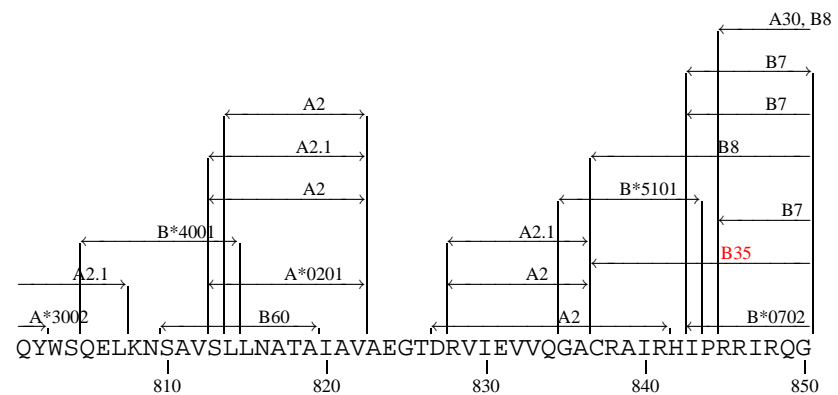 A30, B8
B7
A2 B7
A2.1 B8
A2 B*5101
B7
B*4001 A2.1
A2.1 A*0201 A2 B35
A*3002 B60 A2 B*0702
QYWSQELKNSAVSLLNATAIAVAEGTDRVIEVVQGACRAIRHIPRRIRQG
810 820 830 840 850